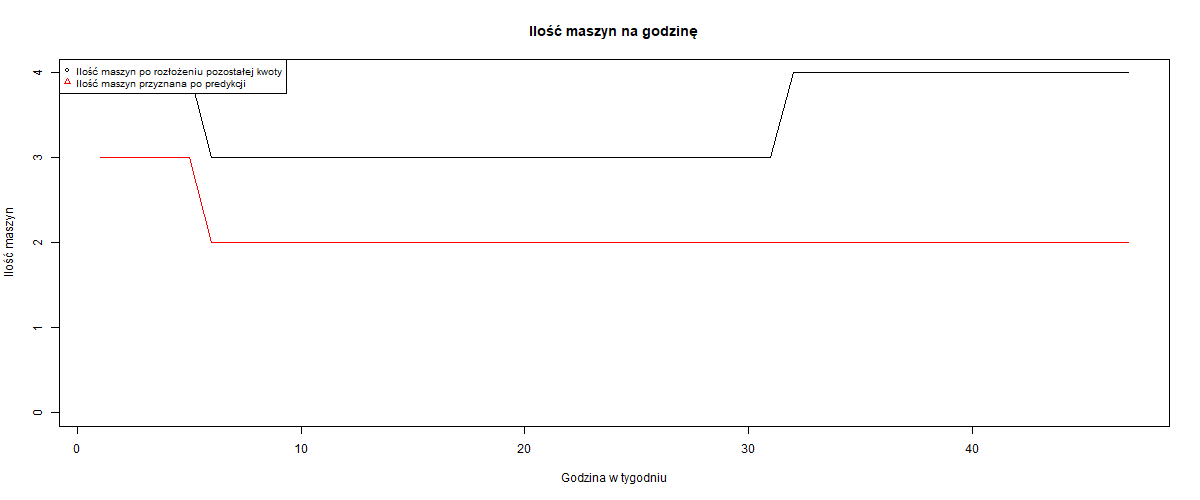 Ilość maszyn na godzinę
Ilość maszyn po rozłożeniu pozostałej kwoty
Ilość maszyn przyznana po predykcji
Ilość maszyn
4
3
2
1
0
0 10 20 30 40
Godzina w tygodniu